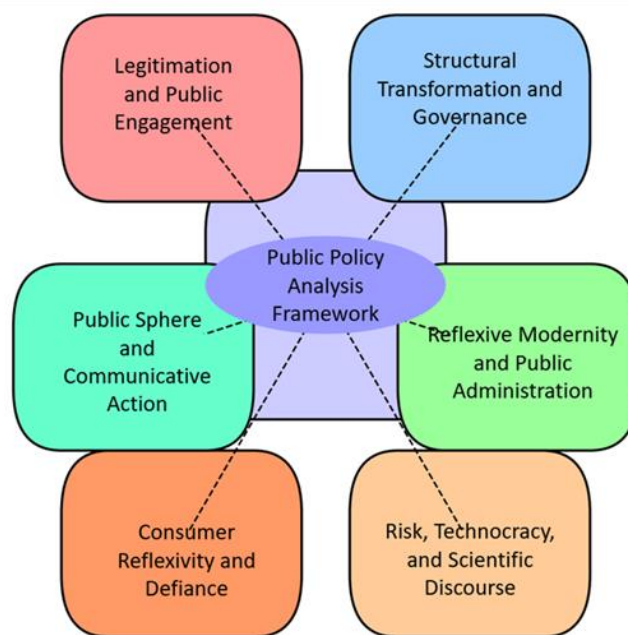 Legitimation
and Public
Engagement
Structural
Transformation and
Governance
Public Policy
Analysis
Framework
Public Sphere
and
Communicative
Action
Reflexive Modernity
and Public
Administration
Consumer
Reflexivity and
Defiance
Risk, Technocracy,
and Scientific
Discourse